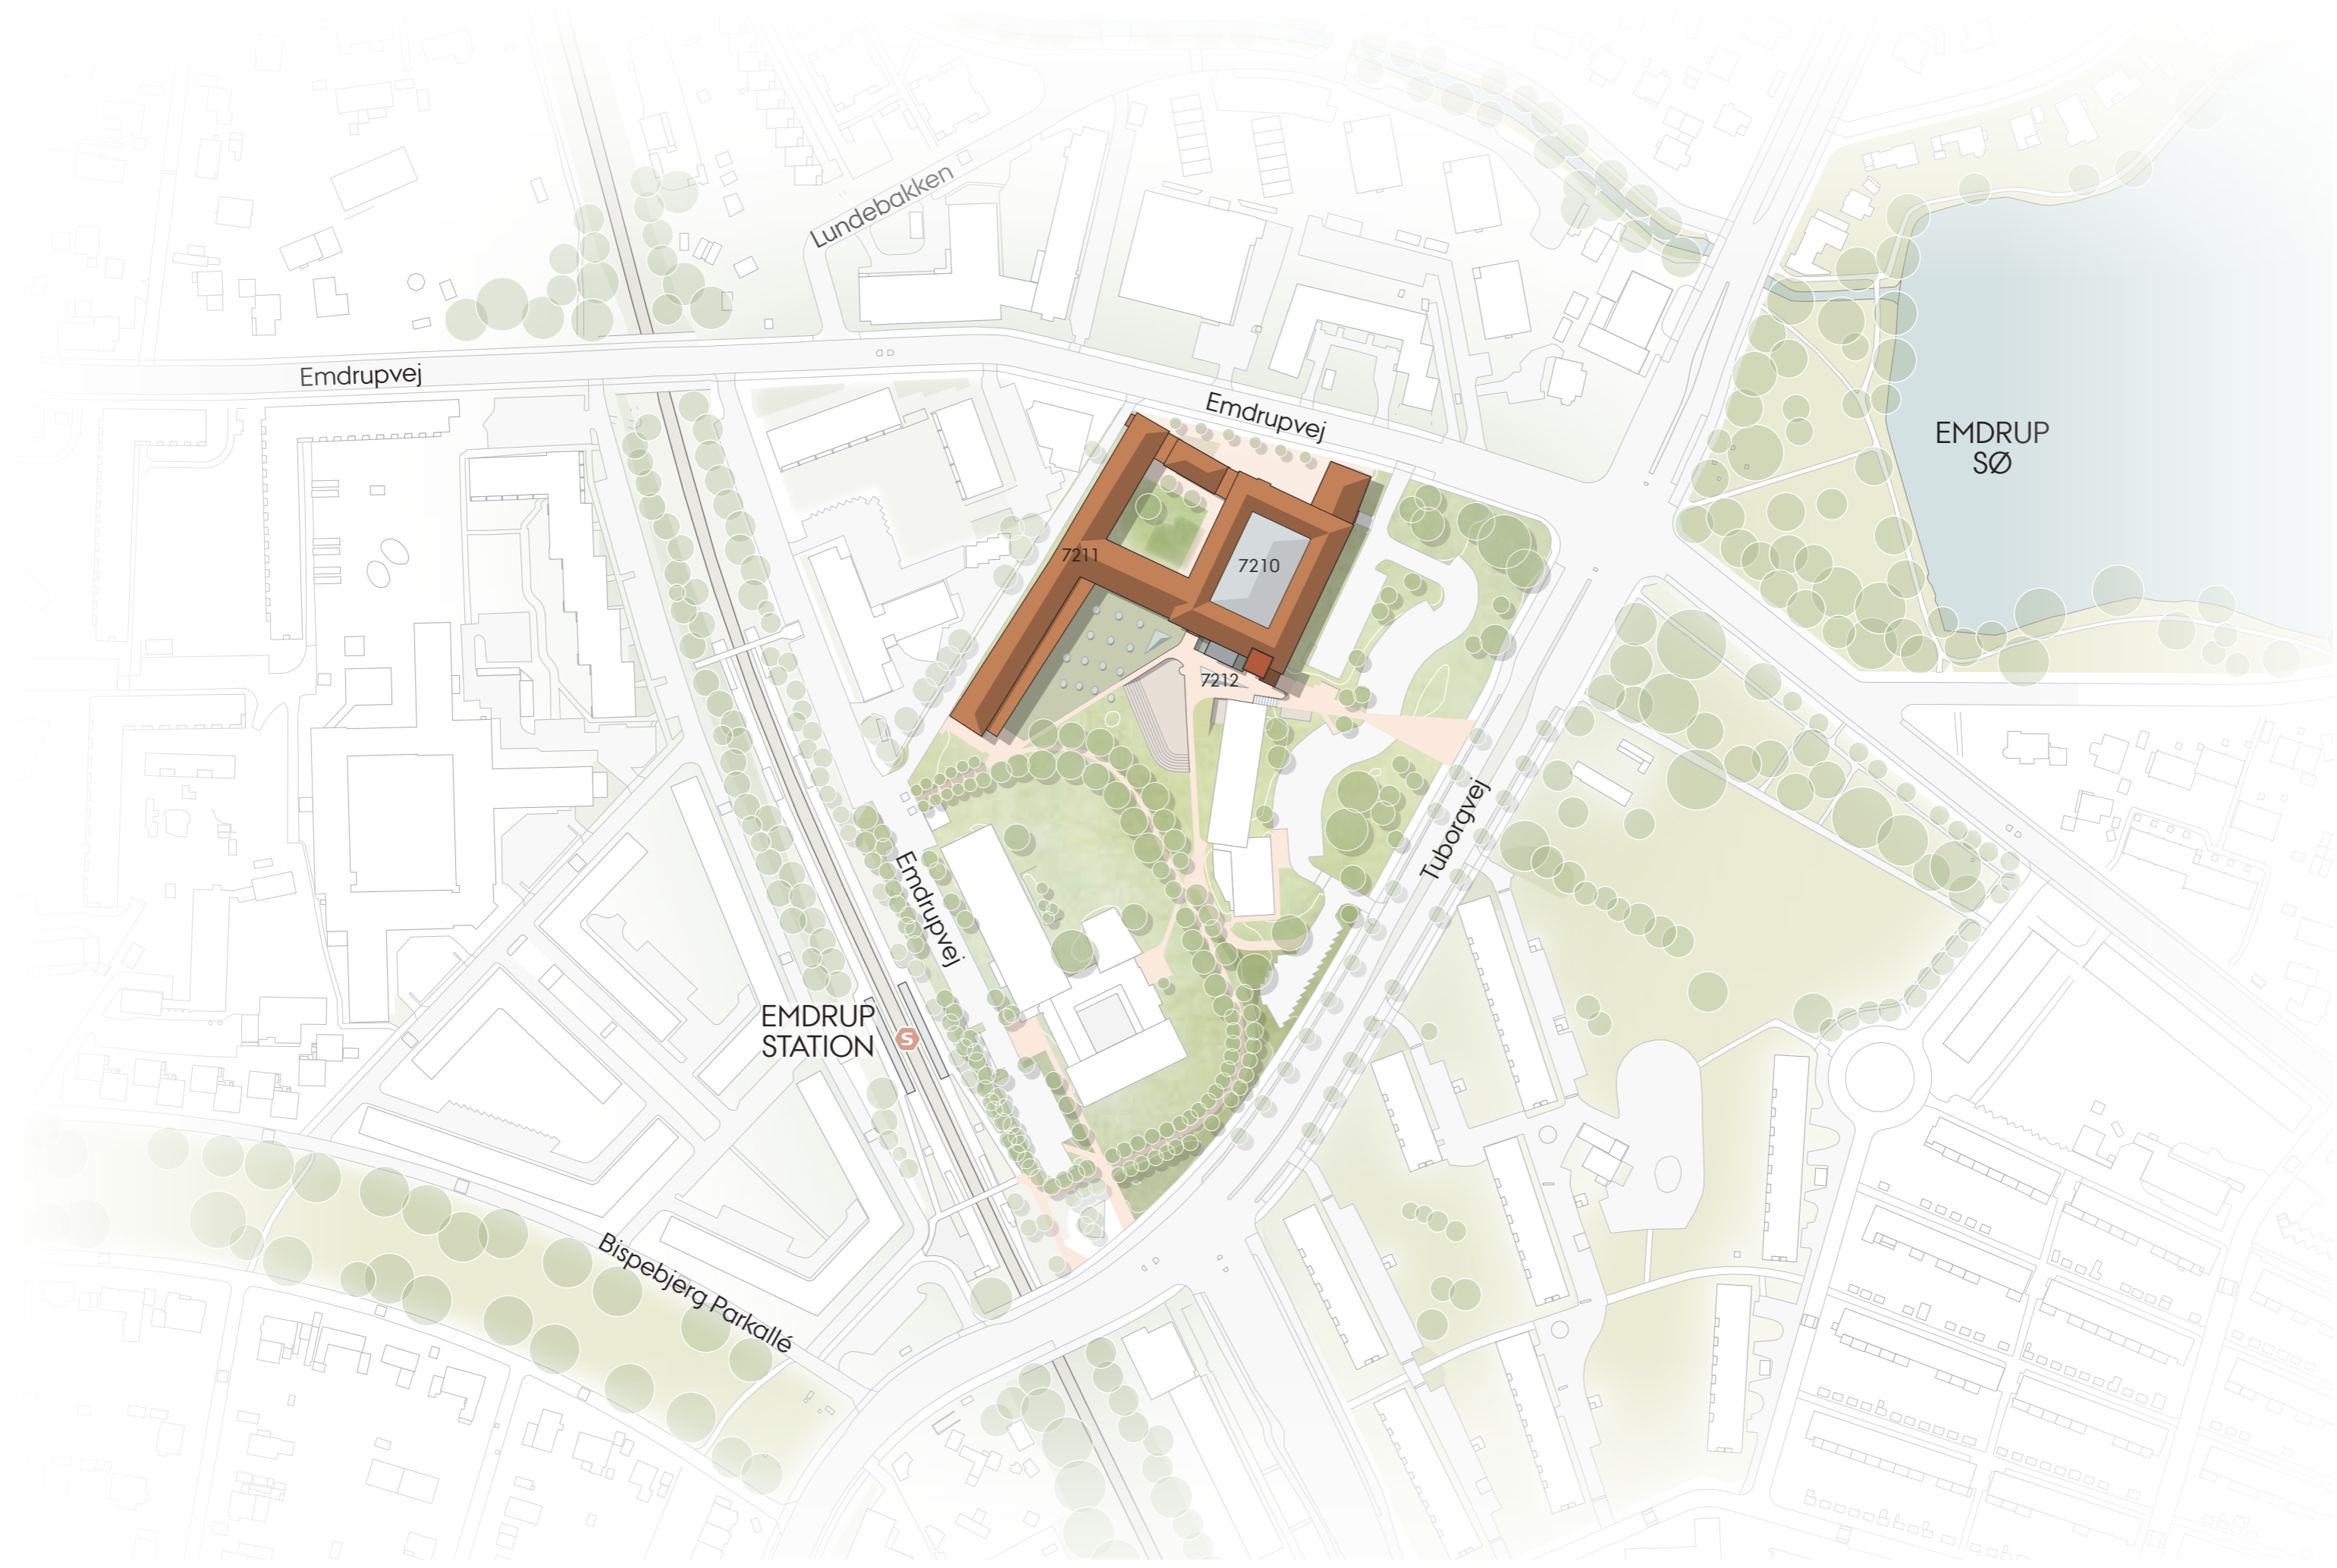 Lundebakken
Emdrupvej
Emdrupvej
EMDRUP
SØ
7211
7210
7212
Tuborgvej
Emdrupvej
EMDRUP
STATION
S
Bispebjerg Parkallé